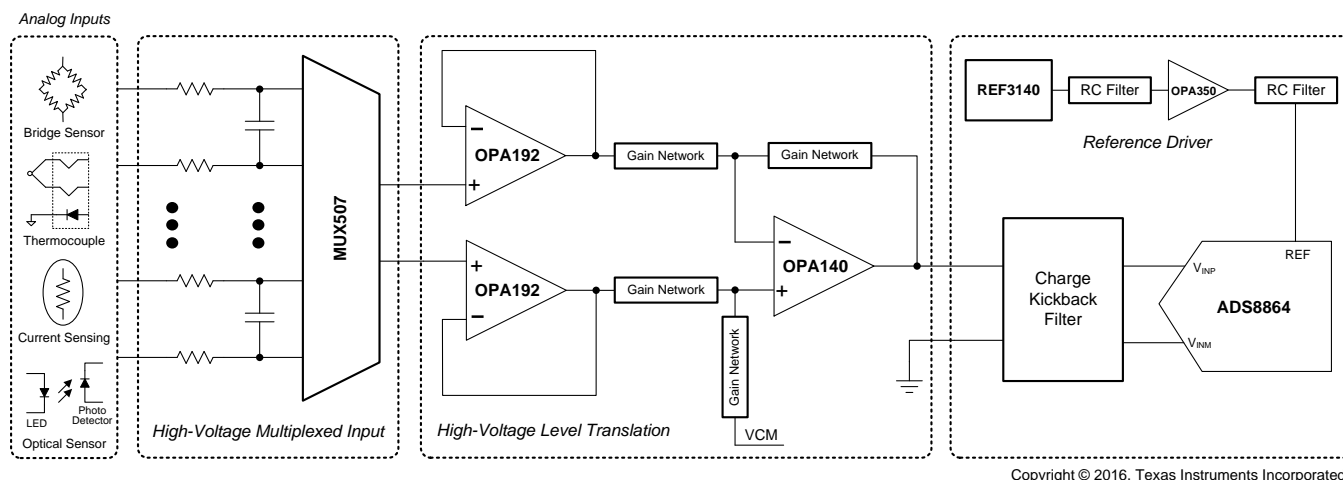 Analog Inputs
Bridge Sensor
Thermocouple
Current Sensing
LED
Photo
Detector
Optical Sensor
MUX507
High-Voltage Multiplexed Input
OPA192
OPA192
Gain Network
Gain Network
Gain Network
Gain Network
OPA140
VCM
High-Voltage Level Translation
REF3140
RC Filter
OPA350
RC Filter
Reference Driver
Charge
Kickback
Filter
VINP
VINM
REF
ADS8864
Copyright © 2016, Texas Instruments Incorporated